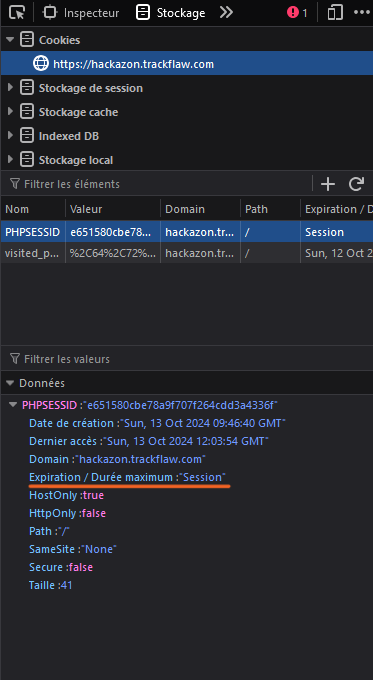 Inspecteur Stockage 1
Cookies
https://hackazon.trackflaw.com
Stockage de session
Stockage cache
Indexed DB
Stockage local
Filtrer les éléments
Nom Valeur Domain Path Expiration / D
PHPSESSID e651580cbe78... hackazon.tr... / Session
visited_p... %2C64%2C72%... hackazon.tr... / Sun, 12 Oct 2
Filtrer les valeurs
Données
PHPSESSID :"e651580cbe78a9f707f264cdd3a4336f"
Date de création :"Sun, 13 Oct 2024 09:46:40 GMT"
Dernier accès :"Sun, 13 Oct 2024 12:03:54 GMT"
Domain :"hackazon.trackflaw.com"
Expiration / Durée maximum :"Session"
HostOnly :true
HttpOnly :false
Path :"/"
SameSite :"None"
Secure :false
Taille :41